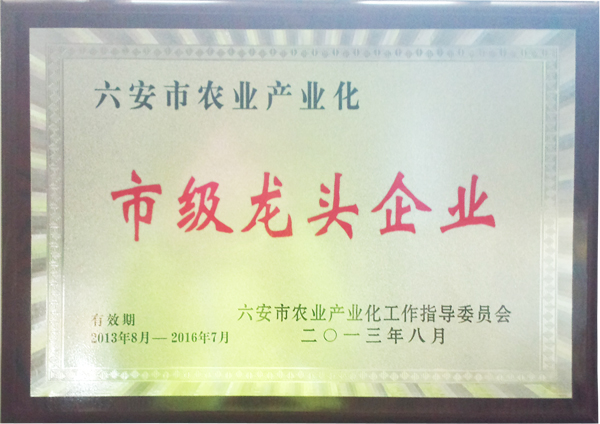 六安市农业产业化
市级龙头企业
有效期
2013年8月—2016年7月
六安市农业产业化工作指导委员会
二〇一三年八月